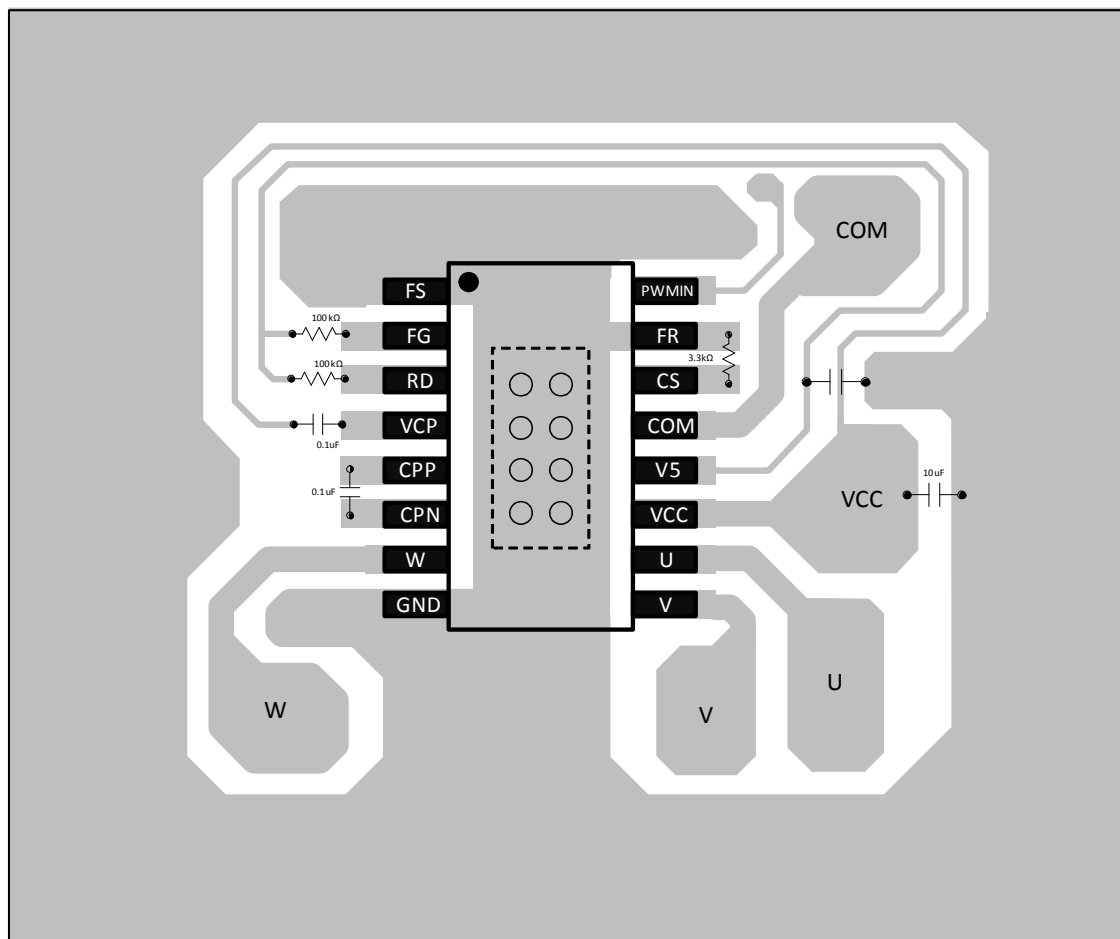 COM
FS
PWMIN
100 kΩ
FG
FR
3.3kΩ
100 kΩ
RD
CS
VCP
COM
0.1uF
CPP
V5
0.1 uF
10 uF
CPN
VCC
VCC
W
U
GND
V
W
V
U